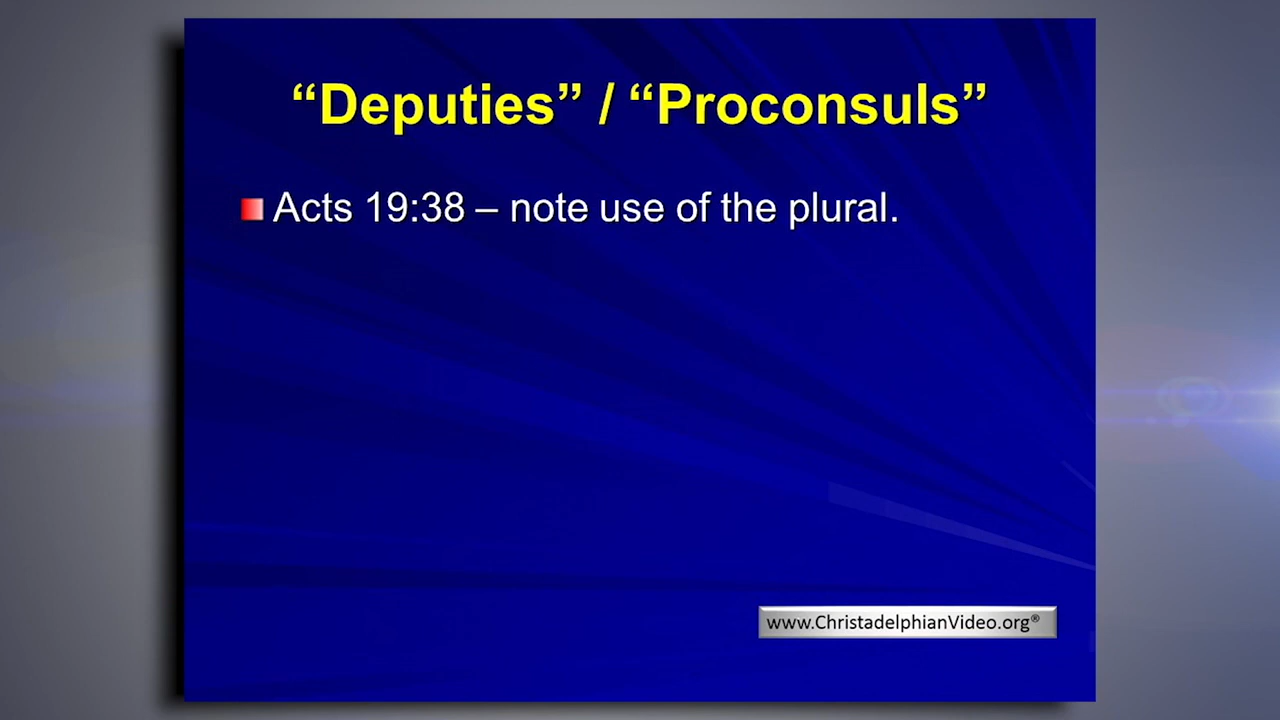 “Deputies” / “Proconsuls”
Acts 19:38 – note use of the plural.
www.ChristadelphianVideo.org®